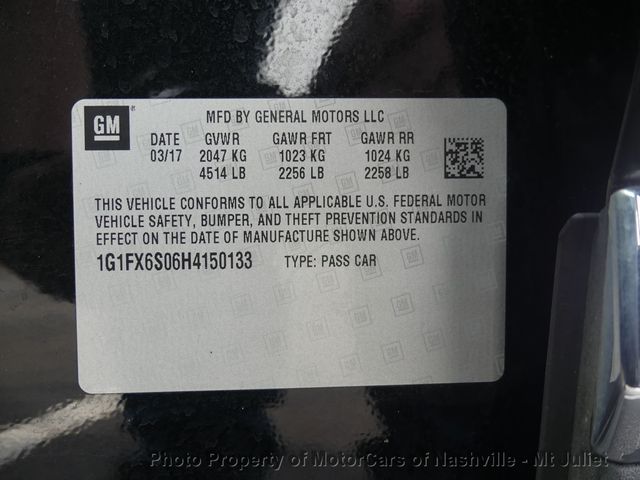 GM
MFD BY GENERAL MOTORS LLC
DATE GVWR GAWR FRT GAWR RR
03/17 2047 KG 1023 KG 1024 KG
4514 LB 2256 LB 2258 LB
THIS VEHICLE CONFORMS TO ALL APPLICABLE U.S. FEDERAL MOTOR
VEHICLE SAFETY, BUMPER, AND THEFT PREVENTION STANDARDS IN
EFFECT ON THE DATE OF MANUFACTURE SHOWN ABOVE.
1G1FX6S06H4150133 TYPE: PASS CAR
Photo Property of MotorCars of Nashville - Mt Juliet